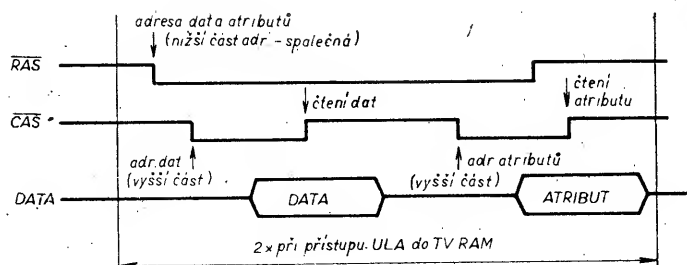 adresa data atributů
(nižší část adr - společná)
RAS
čtení dat
čtení
atributu
CAS
adr. dat
(vyšší část)
adr atributů
(vyšší část)
DATA
DATA
ATRIBUT
2× při přístupu ULA do TV RAM